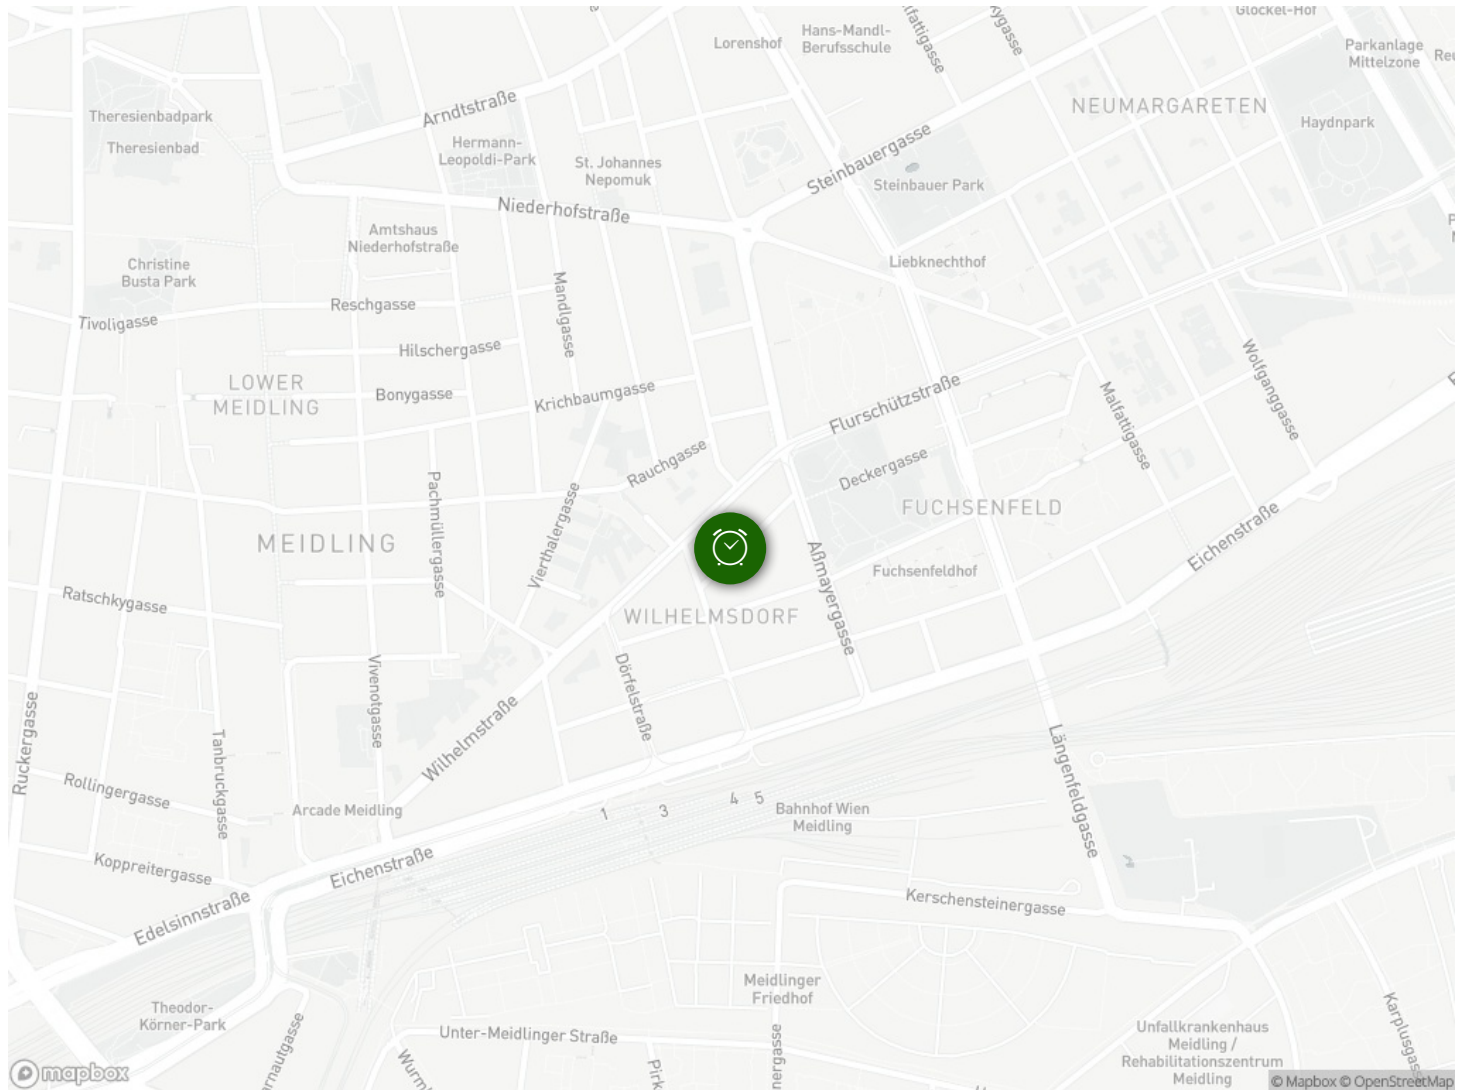 Glöckel-Hof
Hans-Mandl-
Berufsschule
Lorenshof
Parkanlage
Mittelzone
NEUMARGARETEN
Haydnpark
Arndtstraße
Theresienbadpark
Theresienbad
Hermann-
Leopoldi-Park
St. Johannes
Nepomuk
Steinbauergasse
Steinbauer Park
Niederhofstraße
Amtshaus
Niederhofstraße
Christine
Busta Park
Liebknechthof
Mandlgasse
Reschgasse
Tivoligasse
Hilschergasse
LOWER
MEIDLING
Bonygasse
Krichbaumgasse
Flurschützstraße
Malfattigasse
Wolfganggasse
Rauchgasse
Deckergasse
Pachmüllergasse
Vierthalergasse
FUCHSENFELD
MEIDLING
Eichenstraße
Fuchsenfeldhof
Aßmayergasse
Ratschkygasse
WILHELMSDORF
Vivenotgasse
Dörfelstraße
Ruckergasse
Tanbruckgasse
Wilhelmstraße
Längenfeldgasse
Rollingergasse
Arcade Meidling
1
3
4
5
Bahnhof Wien
Meidling
Koppreitergasse
Eichenstraße
Edelsinnstraße
Kerschensteinergasse
Meidlinger
Friedhof
Theodor-
Körner-Park
Unter-Meidlinger Straße
Unfallkrankenhaus
Meidling /
Rehabilitationszentrum
Meidling
mapbox
© Mapbox © OpenStreetMap